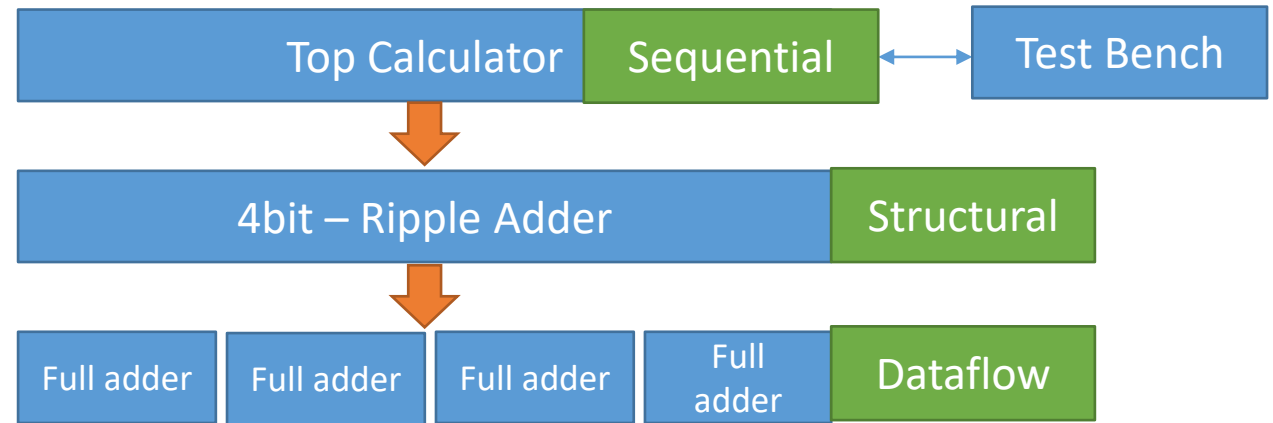 Top Calculator
Sequential
Test Bench
4bit – Ripple Adder
Structural
Full adder
Full adder
Full adder
Full
adder
Dataflow